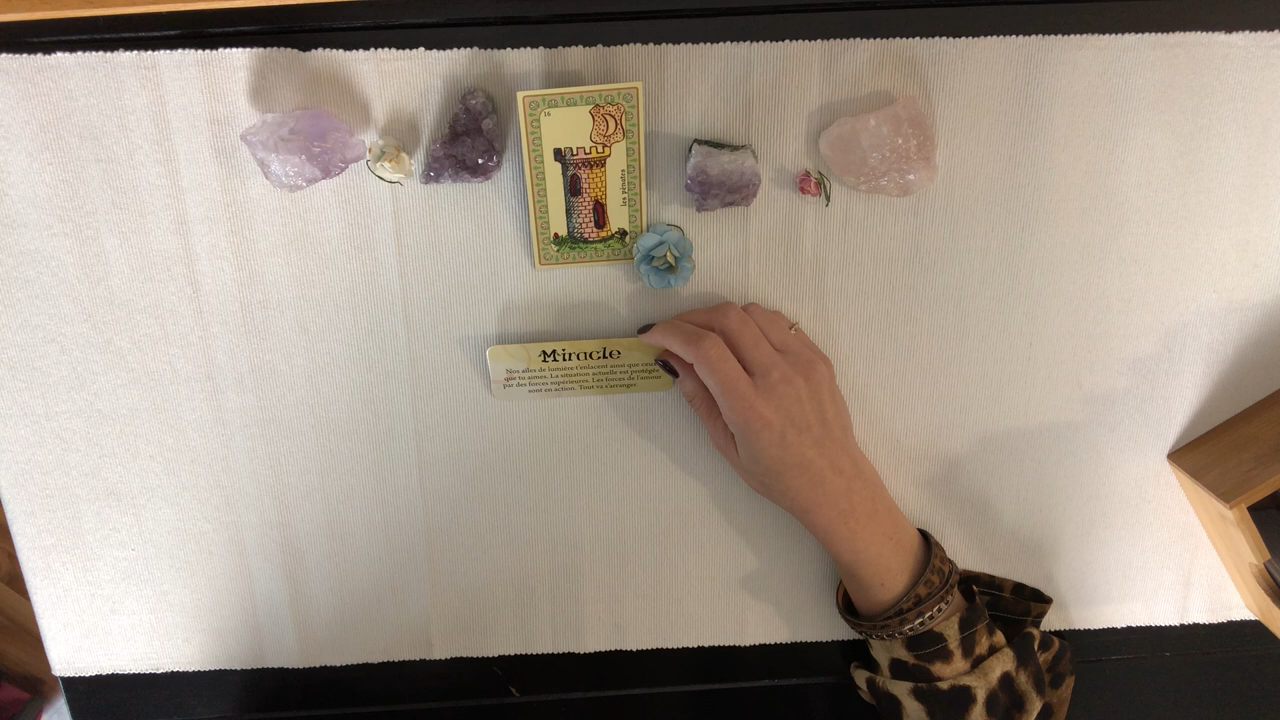 16
les pénates
Miracle
Nos ailes de lumière t'enlacent ainsi que ceux
que tu aimes. La situation actuelle est protégée
par des forces supérieures. Les forces de l'amour
sont en action. Tout va s'arranger.